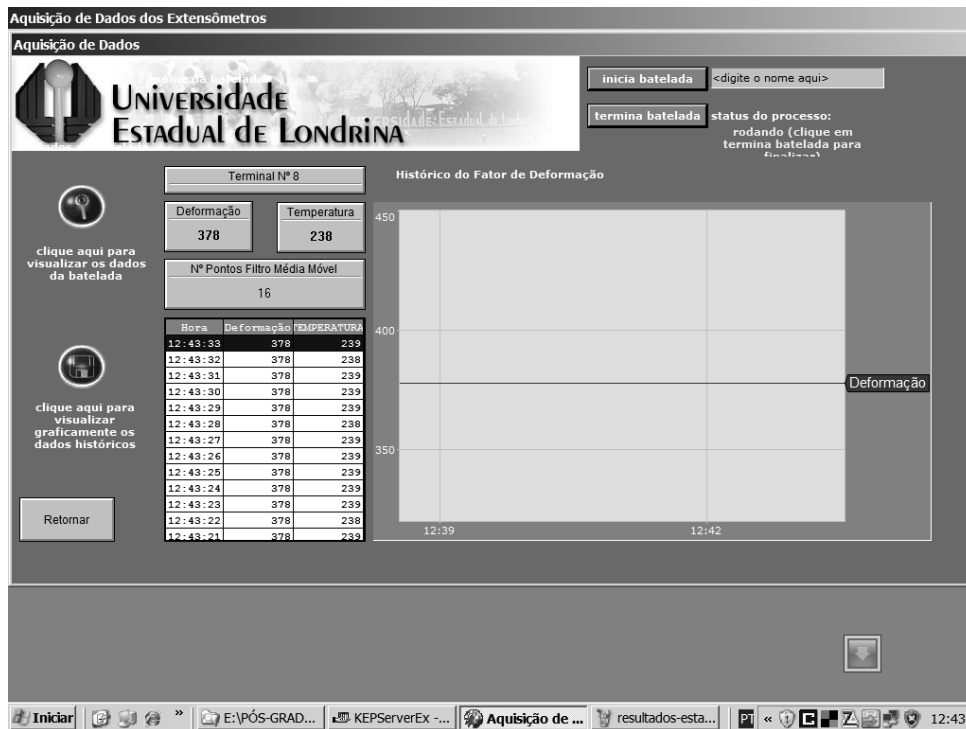 Aquisição de Dados dos Extensômetros
Aquisição de Dados
Universidade
Estadual de Londrina
inicia batelada
<digite o nome aqui>
termina batelada
status do processo:
rodando (clique em
termina batelada para
finalizar)
clique aqui para
visualizar os dados
da batelada
clique aqui para
visualizar
graficamente os
dados históricos
Retornar
Terminal Nº 8
Deformação
378
Temperatura
238
Nº Pontos Filtro Média Móvel
16
Hora Deformação TEMPERATURA
12:43:33 378 239
12:43:32 378 238
12:43:31 378 239
12:43:30 378 239
12:43:29 378 239
12:43:28 378 238
12:43:27 378 239
12:43:26 378 239
12:43:25 378 239
12:43:24 378 239
12:43:23 378 239
12:43:22 378 238
12:43:21 378 239
Histórico do Fator de Deformação
450
400
350
12:39 12:42
Deformação
Iniciar » E:\PÓS-GRAD... KEPServerEx -... Aquisição de ... resultados-esta... PT « 12:43